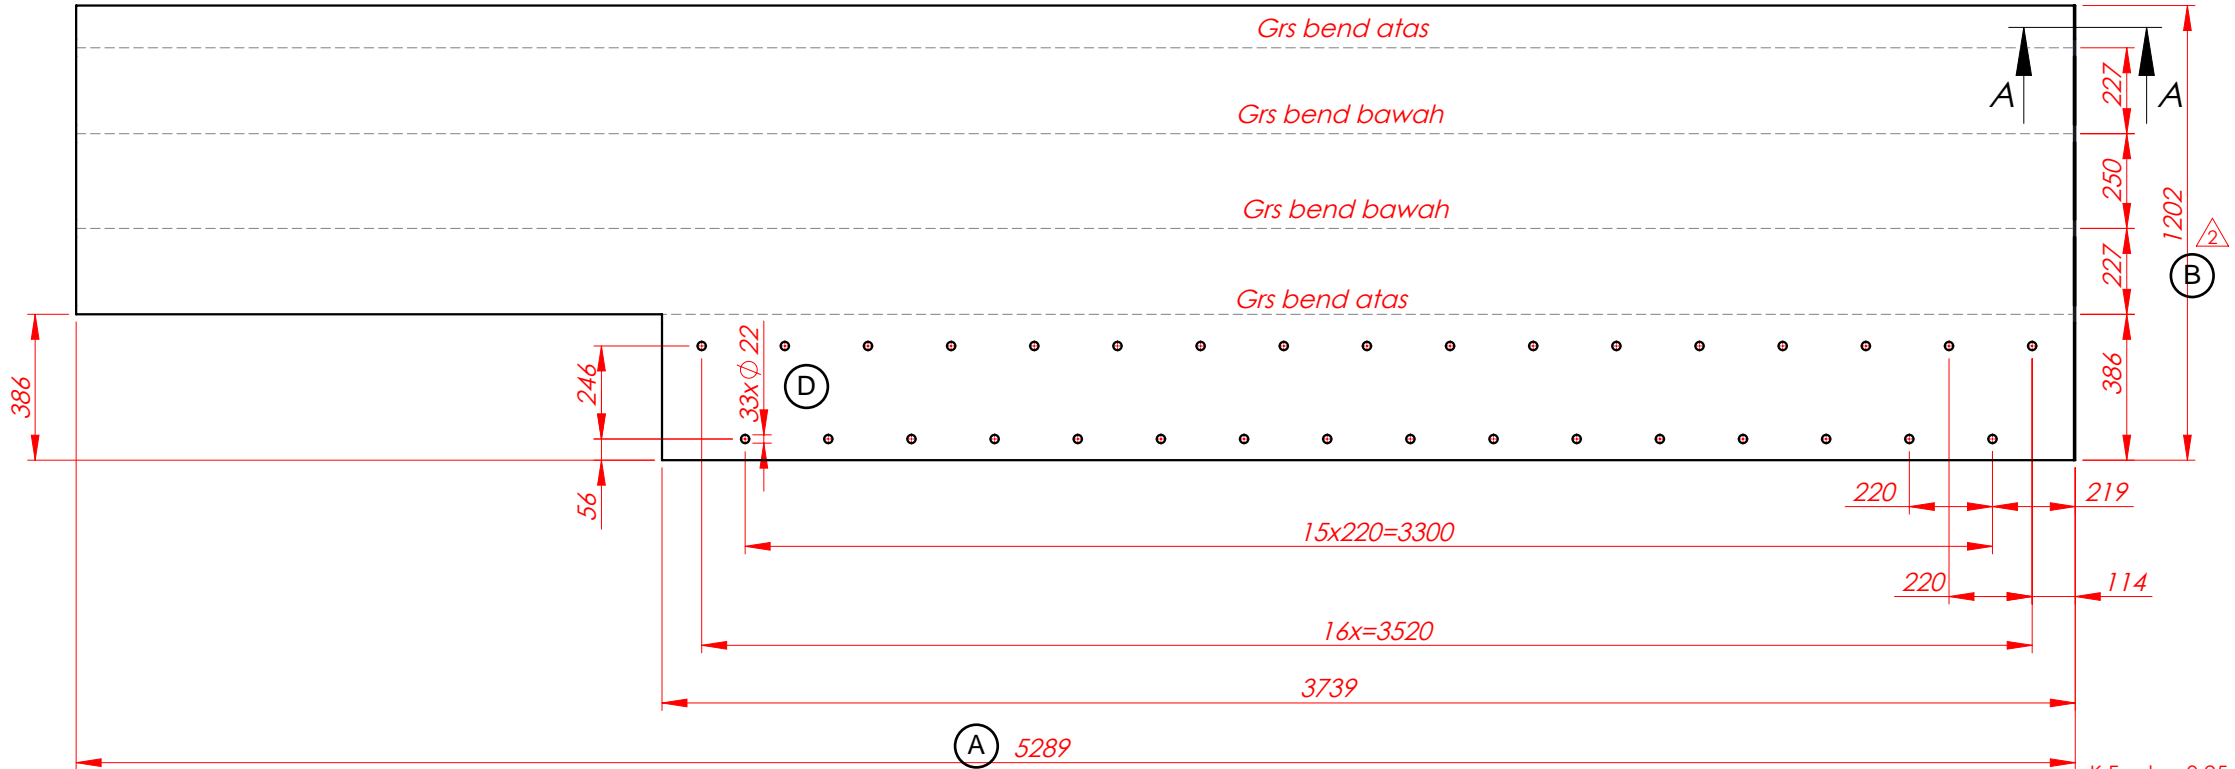 Grs bend atas
A
A
227
Grs bend bawah
250
1202
2
B
Grs bend bawah
227
Grs bend atas
386
246
33x Ø 22
D
386
56
220
219
15x220=3300
220
114
16x=3520
3739
A
5289